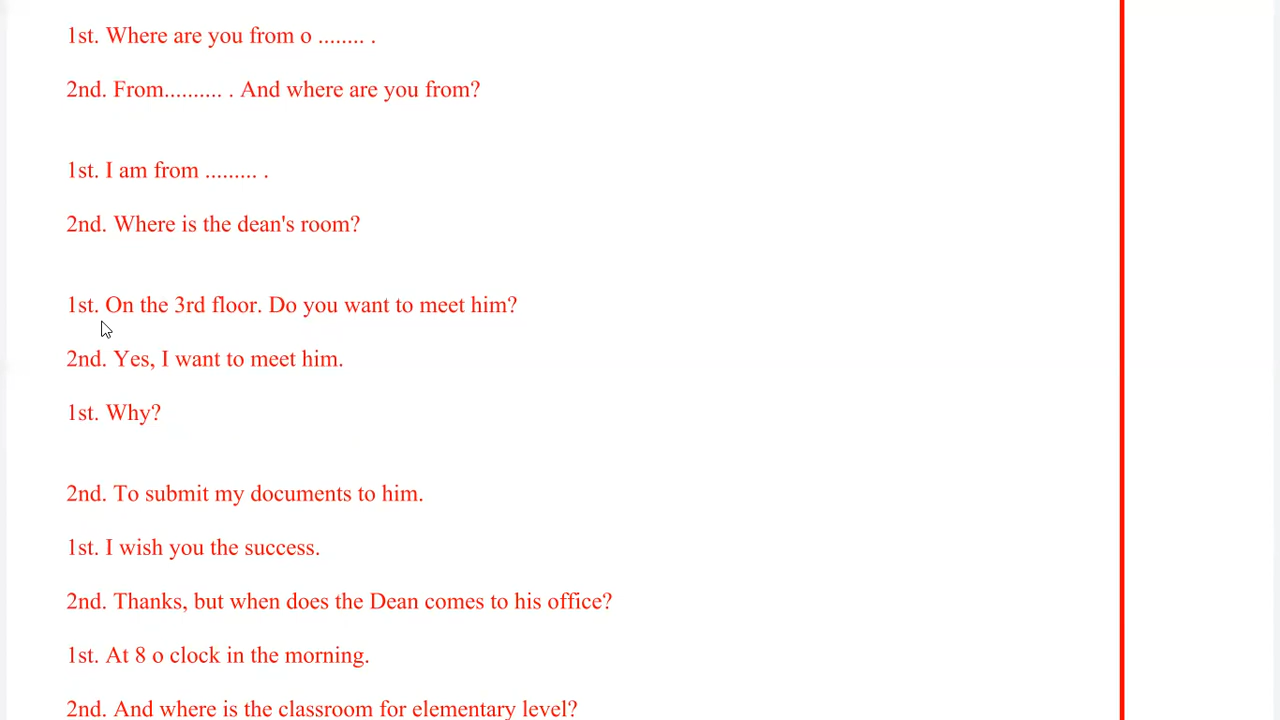 1st. Where are you from o ........ .
2nd. From.......... . And where are you from?
1st. I am from ......... .
2nd. Where is the dean's room?
1st. On the 3rd floor. Do you want to meet him?
2nd. Yes, I want to meet him.
1st. Why?
2nd. To submit my documents to him.
1st. I wish you the success.
2nd. Thanks, but when does the Dean comes to his office?
1st. At 8 o clock in the morning.
2nd. And where is the classroom for elementary level?